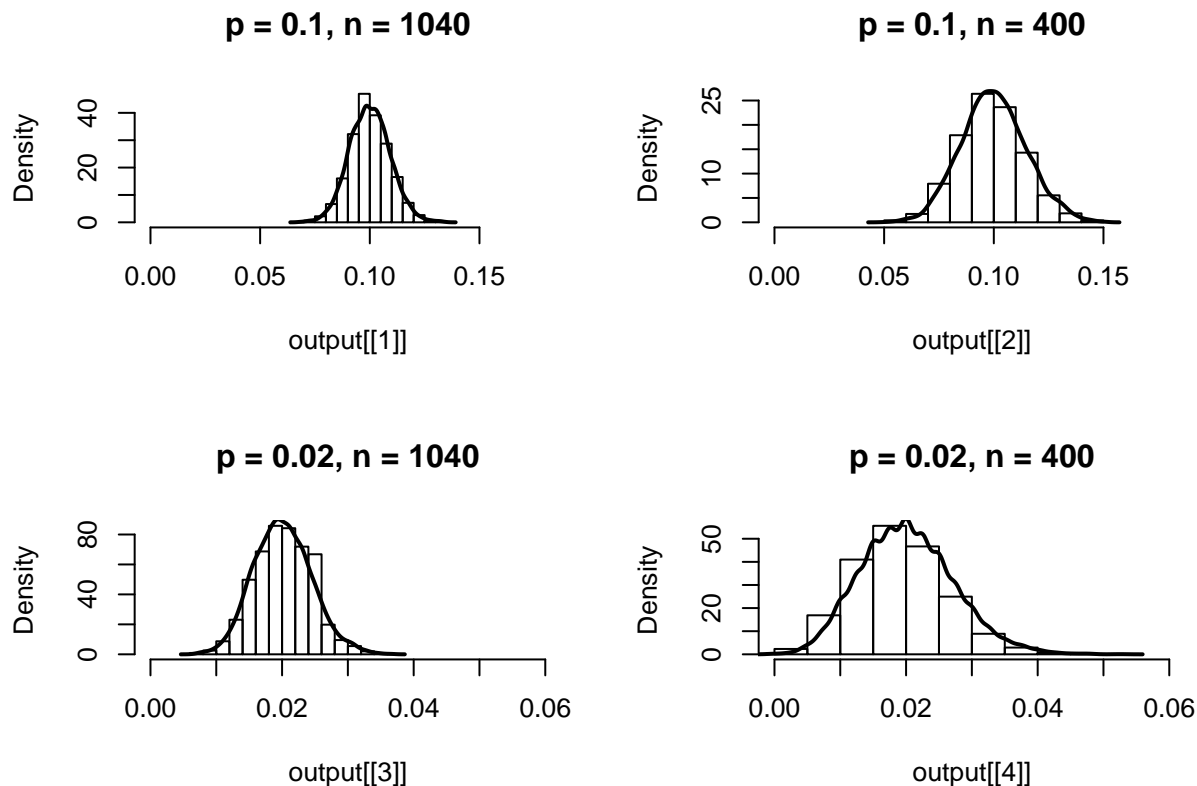 p = 0.1, n = 1040
Density
0 20 40
0.00 0.05 0.10 0.15
output[[1]]
p = 0.1, n = 400
Density
0 10 25
0.00 0.05 0.10 0.15
output[[2]]
p = 0.02, n = 1040
Density
0 40 80
0.00 0.02 0.04 0.06
output[[3]]
p = 0.02, n = 400
Density
0 20 50
0.00 0.02 0.04 0.06
output[[4]]